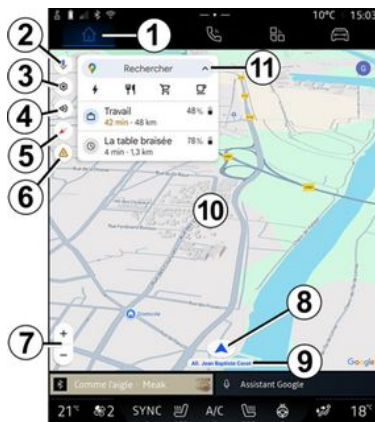 10°C 15:03
1
2
3
4
5
6
7
8
9
10
11
Rechercher
G
Travail
48%
42 min · 48 km
La table braisée
78%
4 min · 1,3 km
+
−
All. Jean Baptiste Corot
Google
Comme l'aigle - Meak
Assistant Google
21°C 2 SYNC A/C 18°C